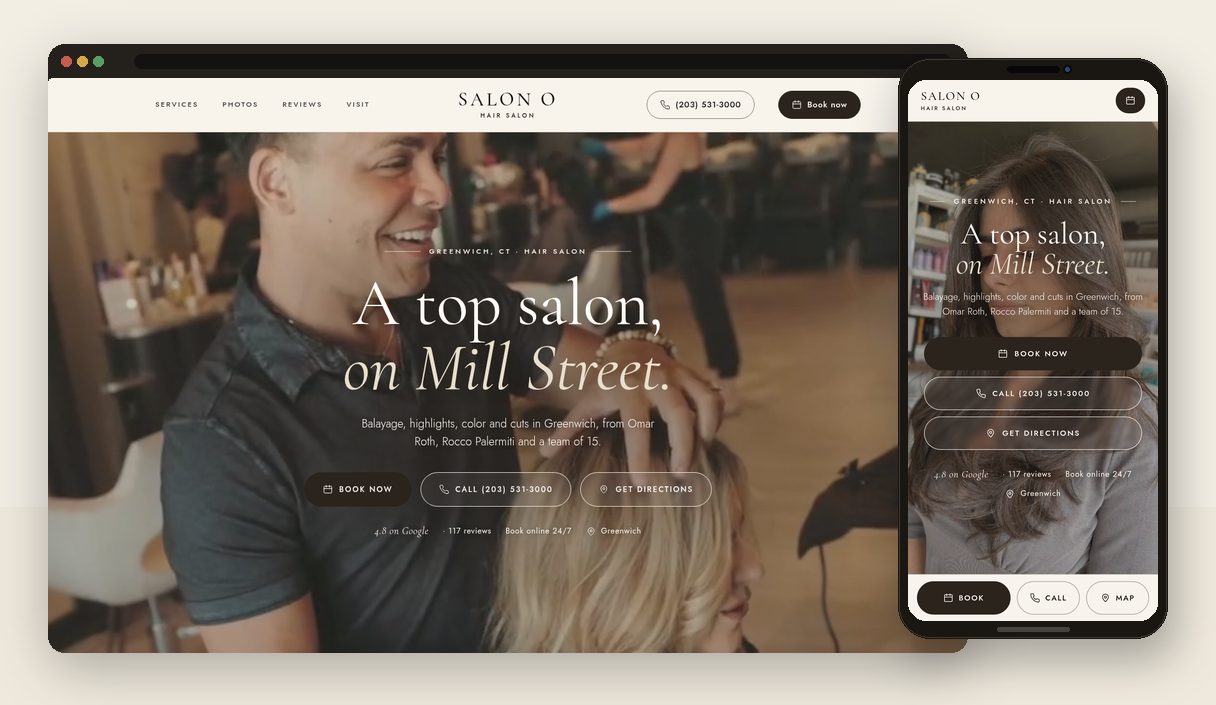 SERVICES PHOTOS REVIEWS VISIT
SALON O
HAIR SALON
(203) 531-3000
Book now
GREENWICH, CT · HAIR SALON
A top salon,
on Mill Street.
Balayage, highlights, color and cuts in Greenwich, from Omar
Roth, Rocco Palermiti and a team of 15.
BOOK NOW
CALL (203) 531-3000
GET DIRECTIONS
4.8 on Google · 117 reviews Book online 24/7 Greenwich
SALON O
HAIR SALON
GREENWICH, CT · HAIR SALON
A top salon,
on Mill Street.
Balayage, highlights, color and cuts in Greenwich, from
Omar Roth, Rocco Palermiti and a team of 15.
BOOK NOW
CALL (203) 531-3000
GET DIRECTIONS
4.8 on Google · 117 reviews Book online 24/7
Greenwich
BOOK
CALL
MAP